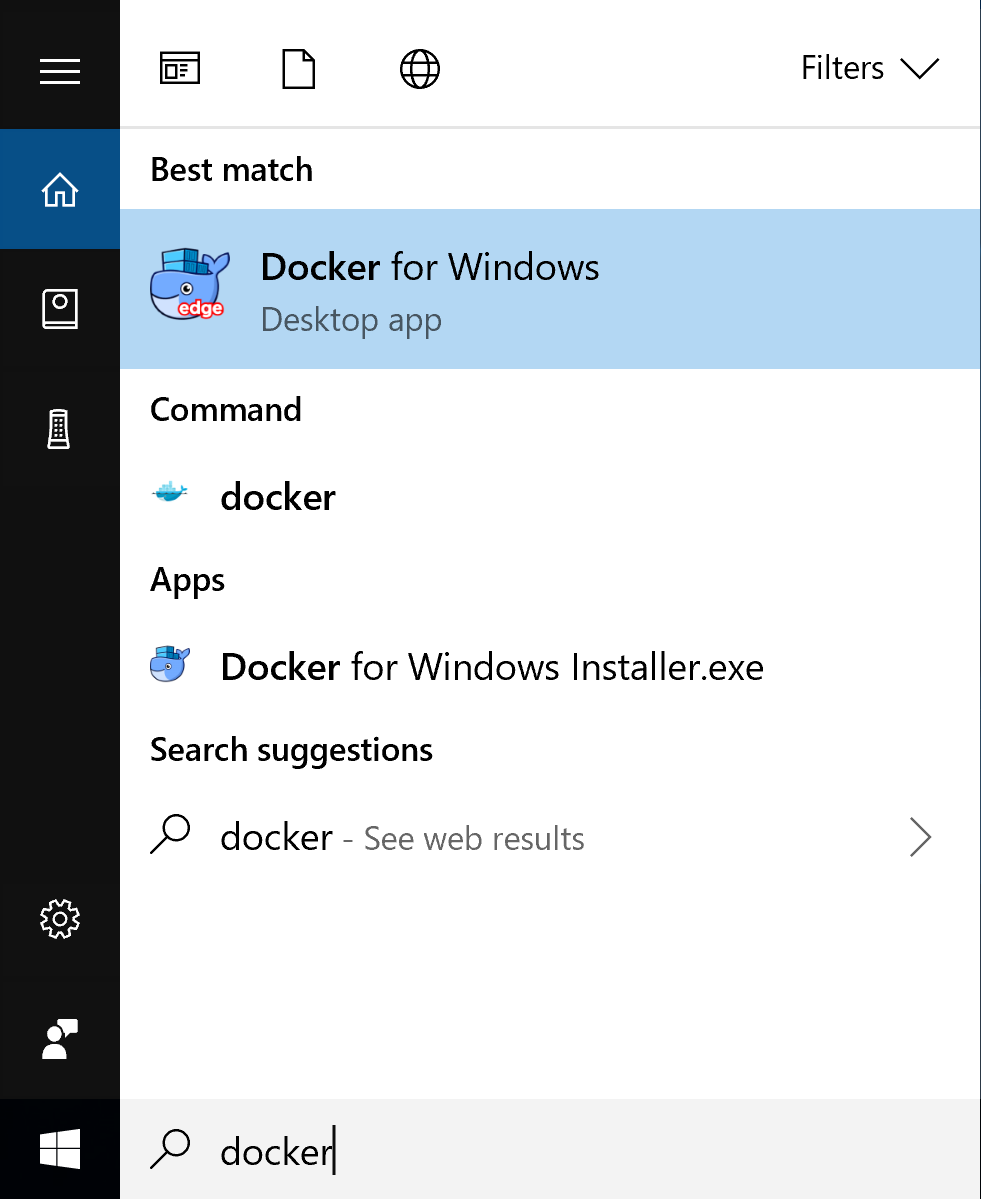 Filters
Best match
Docker for Windows
edge
Desktop app
Command
docker
Apps
Docker for Windows Installer.exe
Search suggestions
docker - See web results
docker